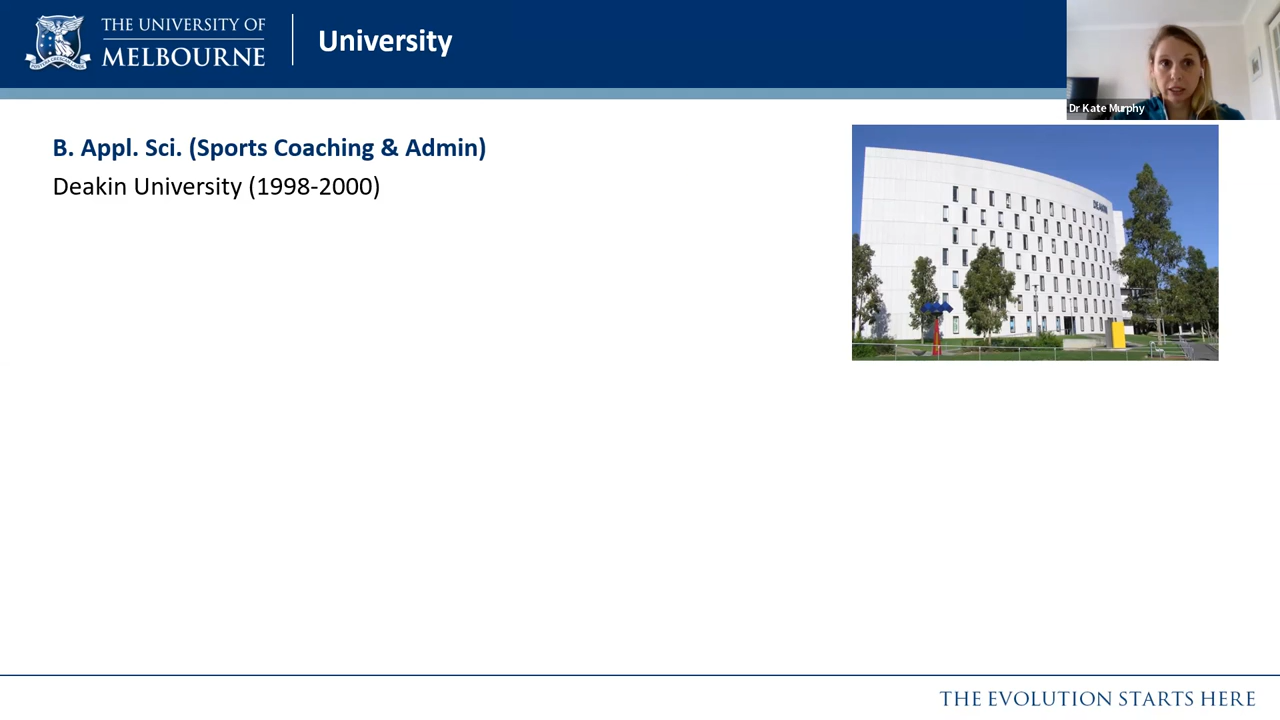 THE UNIVERSITY OF
MELBOURNE
University
Dr Kate Murphy
B. Appl. Sci. (Sports Coaching & Admin)
Deakin University (1998-2000)
DEAKIN
THE EVOLUTION STARTS HERE